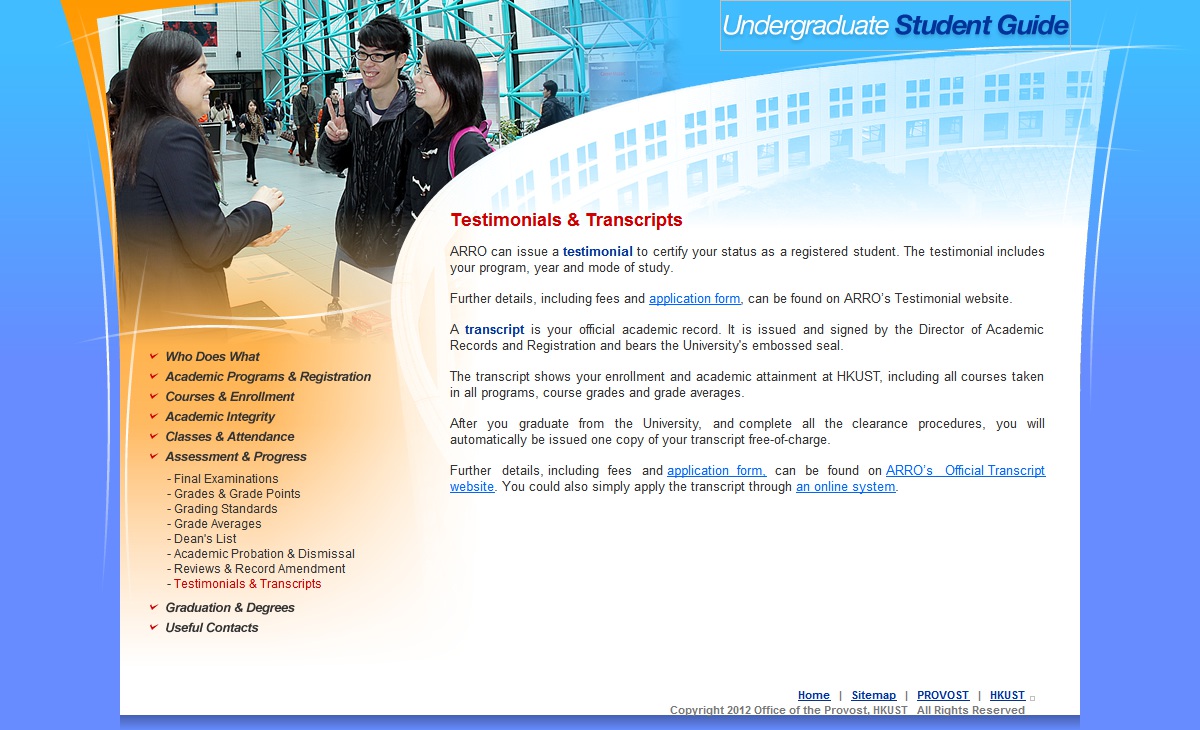 Undergraduate Student Guide
Testimonials & Transcripts
ARRO can issue a testimonial to certify your status as a registered student. The testimonial includes
your program, year and mode of study.
Further details, including fees and application form, can be found on ARRO's Testimonial website.
A transcript is your official academic record. It is issued and signed by the Director of Academic
Records and Registration and bears the University's embossed seal.
The transcript shows your enrollment and academic attainment at HKUST, including all courses taken
in all programs, course grades and grade averages.
After you graduate from the University, and complete all the clearance procedures, you will
automatically be issued one copy of your transcript free-of-charge.
Further details, including fees and application form, can be found on ARRO's Official Transcript
website. You could also simply apply the transcript through an online system.
Who Does What
Academic Programs & Registration
Courses & Enrollment
Academic Integrity
Classes & Attendance
Assessment & Progress
- Final Examinations
- Grades & Grade Points
- Grading Standards
- Grade Averages
- Dean's List
- Academic Probation & Dismissal
- Reviews & Record Amendment
- Testimonials & Transcripts
Graduation & Degrees
Useful Contacts
Home | Sitemap | PROVOST | HKUST
Copyright 2012 Office of the Provost, HKUST All Rights Reserved